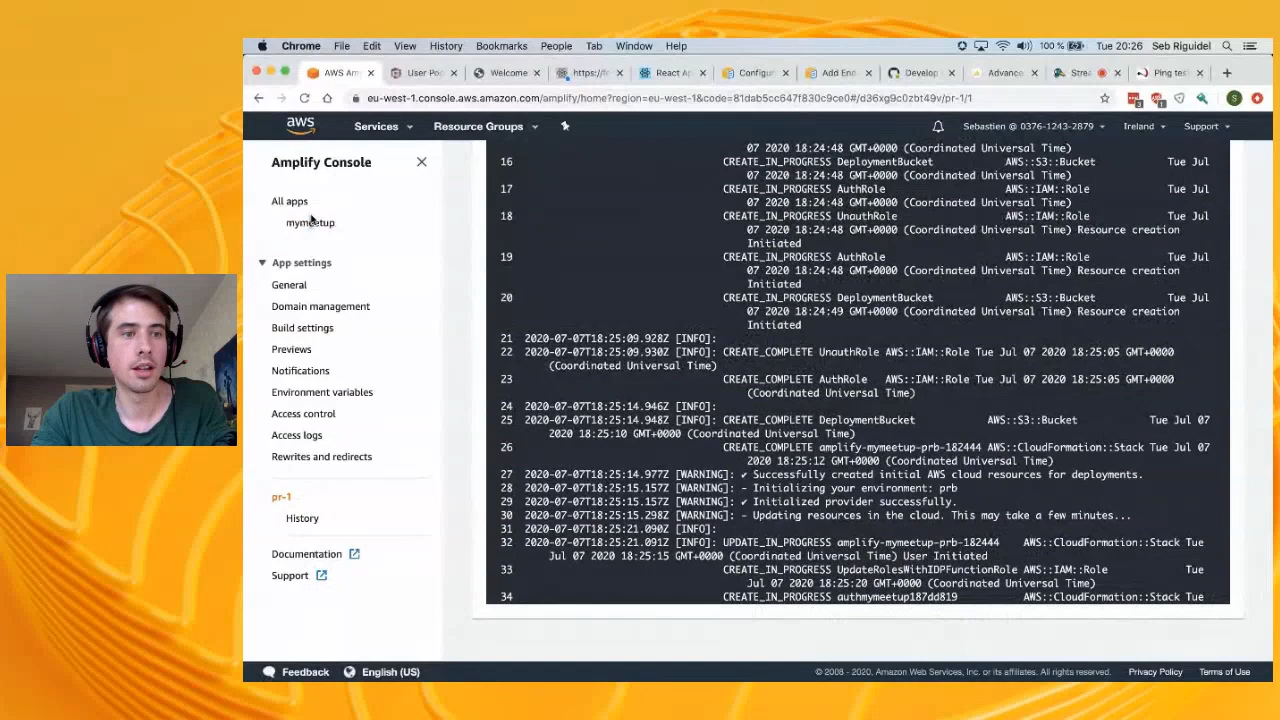 Chrome File Edit View History Bookmarks People Tab Window Help 100 % Tue 20:26 Seb Riguidel
AWS Am User Po Welcome https://fe React Ap Configu Add En Develop Advance Strea Ping tes
eu-west-1.console.aws.amazon.com/amplify/home?region=eu-west-1&code=81dab5cc647f830c9ce0#/d36xg9c0zbt49v/pr-1/1
aws Services Resource Groups Sebastien @ 0376-1243-2879 Ireland Support
Amplify Console
All apps
mymeetup
App settings
General
Domain management
Build settings
Previews
Notifications
Environment variables
Access control
Access logs
Rewrites and redirects
pr-1
History
Documentation
Support
07 2020 18:24:48 GMT+0000 (Coordinated Universal Time)
16 CREATE_IN_PROGRESS DeploymentBucket AWS::S3::Bucket Tue Jul
07 2020 18:24:48 GMT+0000 (Coordinated Universal Time)
17 CREATE_IN_PROGRESS AuthRole AWS::IAM::Role Tue Jul
07 2020 18:24:48 GMT+0000 (Coordinated Universal Time)
18 CREATE_IN_PROGRESS UnauthRole AWS::IAM::Role Tue Jul
07 2020 18:24:48 GMT+0000 (Coordinated Universal Time) Resource creation
Initiated
19 CREATE_IN_PROGRESS AuthRole AWS::IAM::Role Tue Jul
07 2020 18:24:48 GMT+0000 (Coordinated Universal Time) Resource creation
Initiated
20 CREATE_IN_PROGRESS DeploymentBucket AWS::S3::Bucket Tue Jul
07 2020 18:24:49 GMT+0000 (Coordinated Universal Time) Resource creation
Initiated
21 2020-07-07T18:25:09.928Z [INFO]:
22 2020-07-07T18:25:09.930Z [INFO]: CREATE_COMPLETE UnauthRole AWS::IAM::Role Tue Jul 07 2020 18:25:05 GMT+0000
(Coordinated Universal Time)
23 CREATE_COMPLETE AuthRole AWS::IAM::Role Tue Jul 07 2020 18:25:05 GMT+0000
(Coordinated Universal Time)
24 2020-07-07T18:25:14.946Z [INFO]:
25 2020-07-07T18:25:14.948Z [INFO]: CREATE_COMPLETE DeploymentBucket AWS::S3::Bucket Tue Jul 07
2020 18:25:10 GMT+0000 (Coordinated Universal Time)
26 CREATE_COMPLETE amplify-mymeetup-prb-182444 AWS::CloudFormation::Stack Tue Jul 07
2020 18:25:12 GMT+0000 (Coordinated Universal Time)
27 2020-07-07T18:25:14.977Z [WARNING]: ✔ Successfully created initial AWS cloud resources for deployments.
28 2020-07-07T18:25:15.157Z [WARNING]: - Initializing your environment: prb
29 2020-07-07T18:25:15.157Z [WARNING]: ✔ Initialized provider successfully.
30 2020-07-07T18:25:15.298Z [WARNING]: - Updating resources in the cloud. This may take a few minutes...
31 2020-07-07T18:25:21.090Z [INFO]:
32 2020-07-07T18:25:21.091Z [INFO]: UPDATE_IN_PROGRESS amplify-mymeetup-prb-182444 AWS::CloudFormation::Stack Tue
Jul 07 2020 18:25:15 GMT+0000 (Coordinated Universal Time) User Initiated
33 CREATE_IN_PROGRESS UpdateRolesWithIDPFunctionRole AWS::IAM::Role Tue
Jul 07 2020 18:25:20 GMT+0000 (Coordinated Universal Time)
34 CREATE_IN_PROGRESS authmymeetup187dd819 AWS::CloudFormation::Stack Tue
Feedback English (US) © 2008 - 2020, Amazon Web Services, Inc. or its affiliates. All rights reserved. Privacy Policy Terms of Use